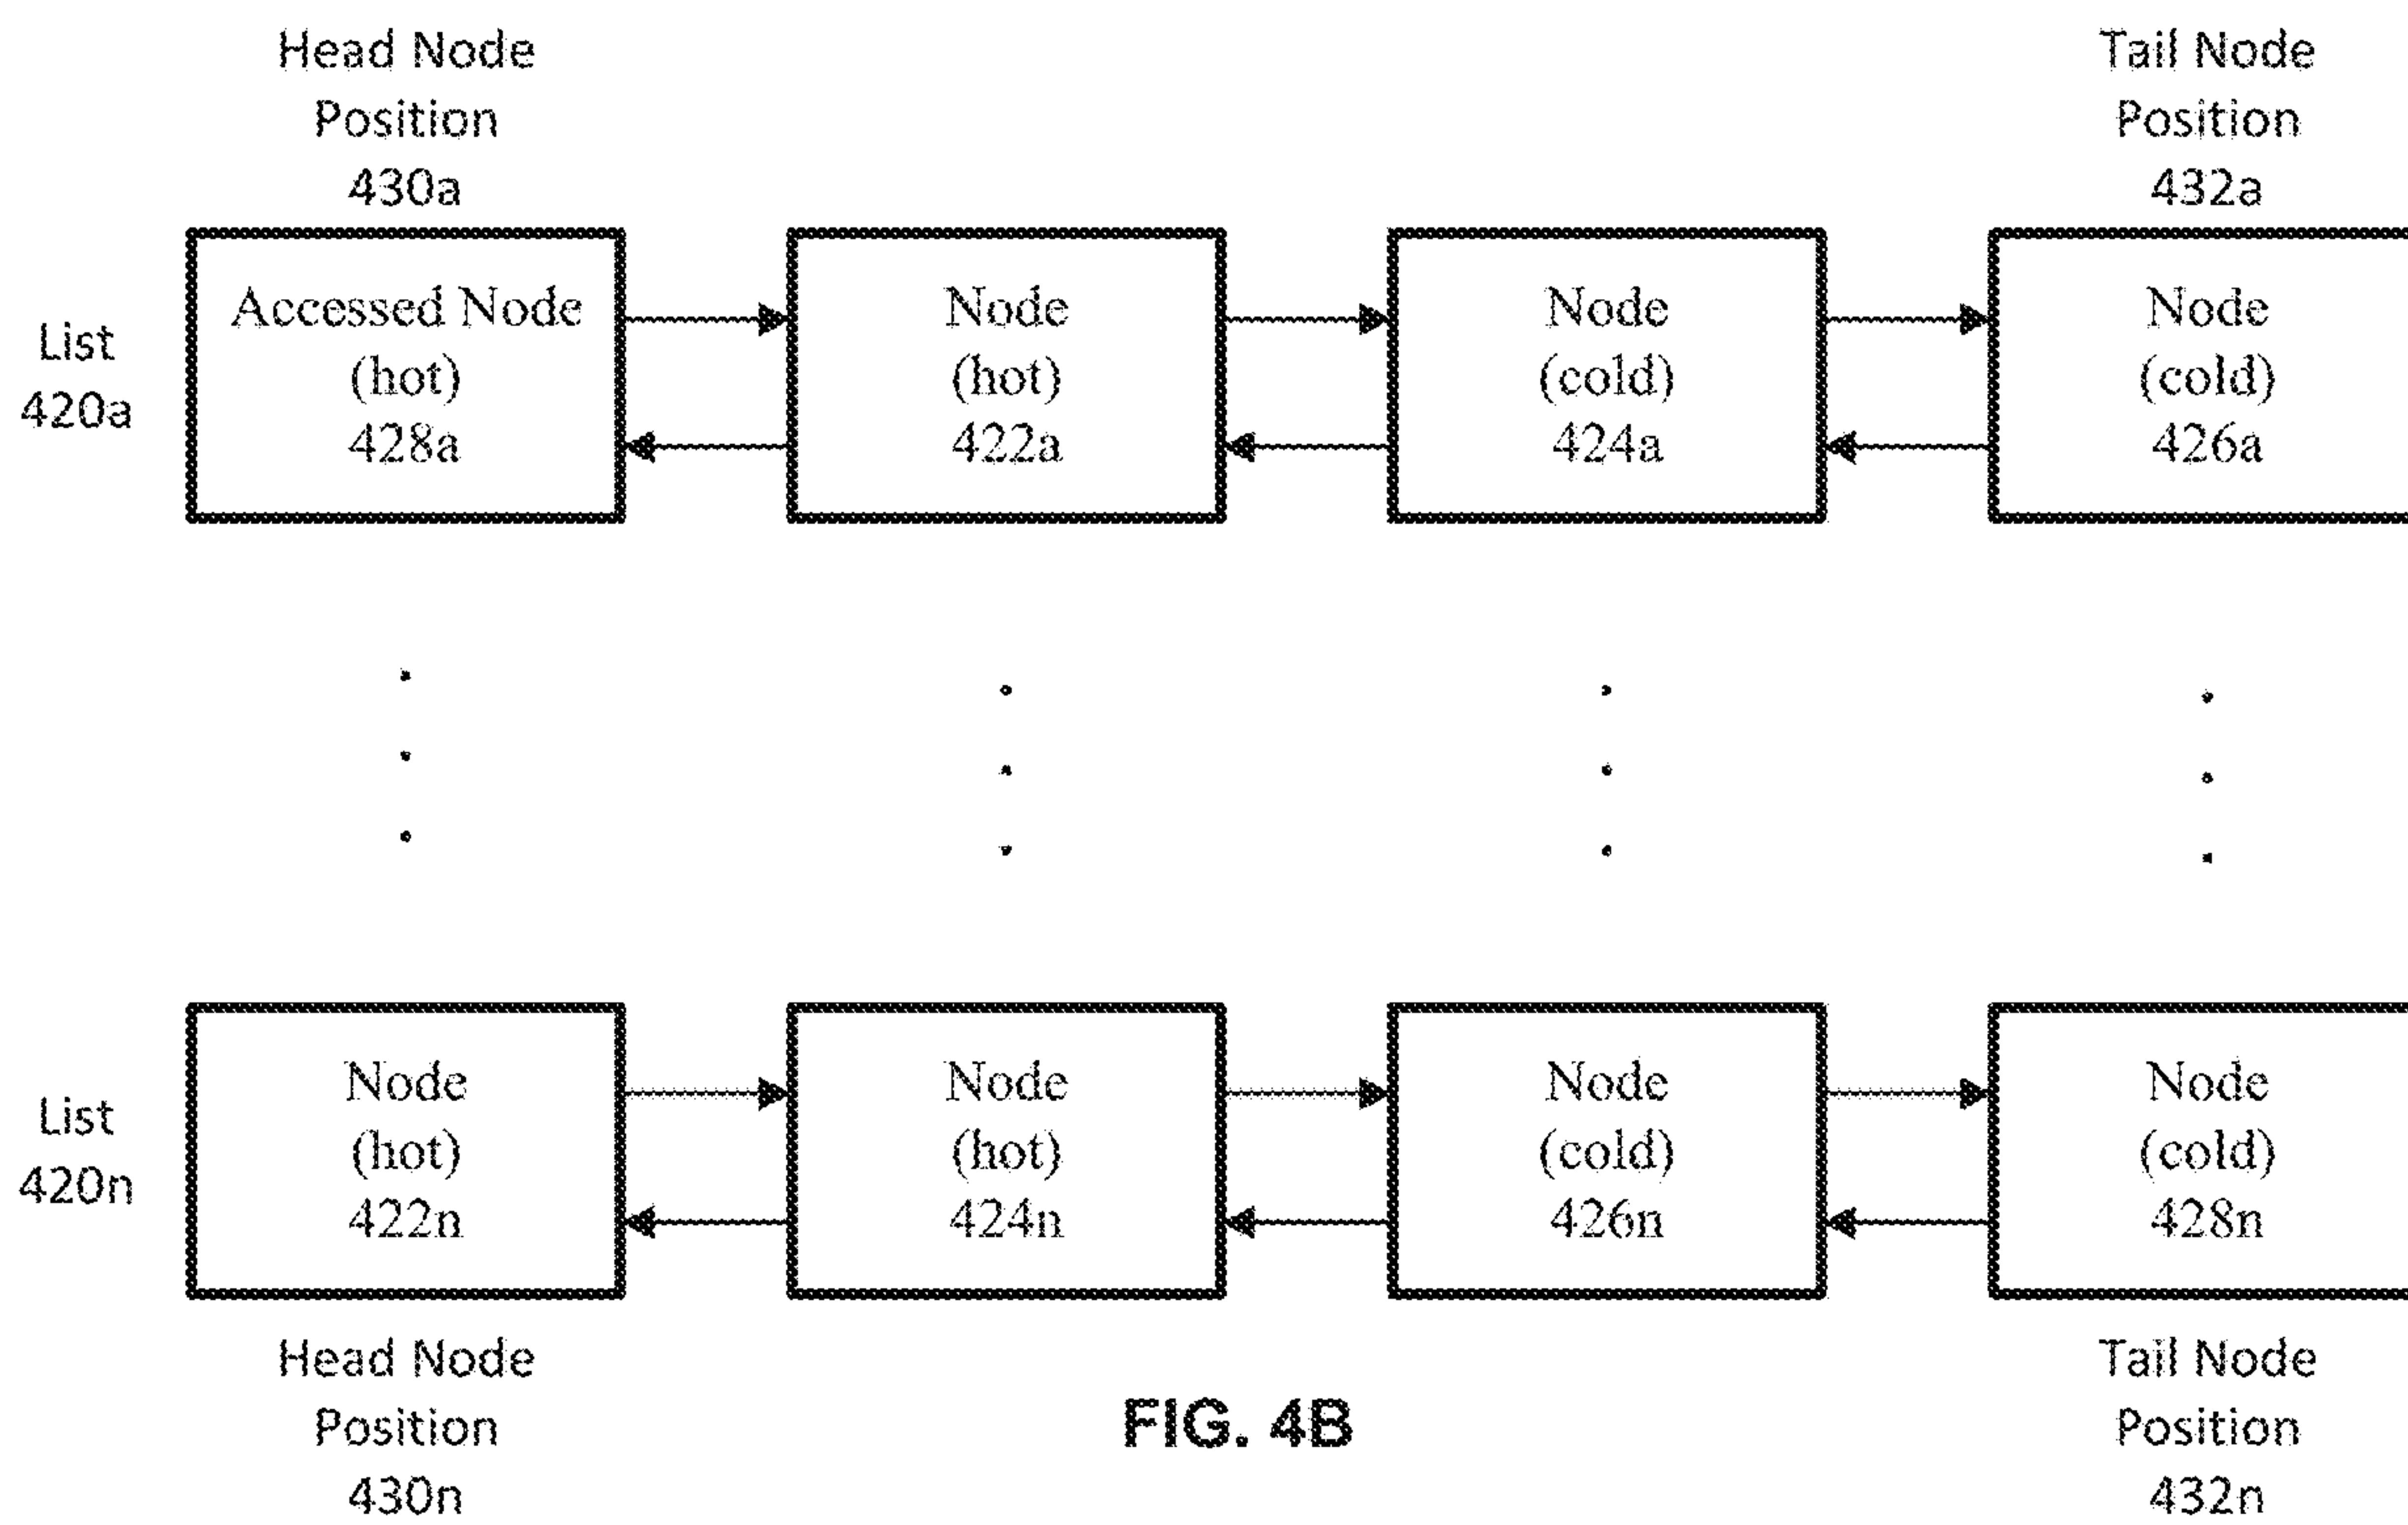 Head Node
Position
430a
Tail Node
Position
432a
List
420a
Accessed Node
(hot)
428a
Node
(hot)
422a
Node
(cold)
424a
Node
(cold)
426a
List
420n
Node
(hot)
422n
Node
(hot)
424n
Node
(cold)
426n
Node
(cold)
428n
Head Node
Position
430n
FIG. 4B
Tail Node
Position
432n